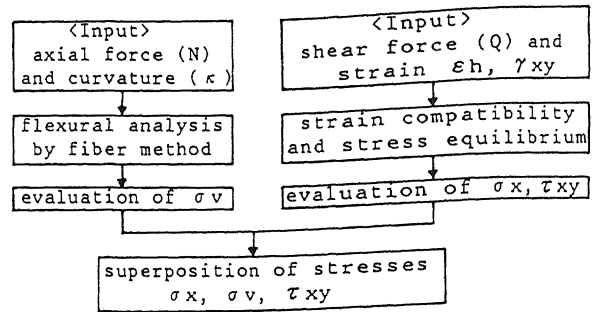 <Input>
axial force (N)
and curvature (κ)
<Input>
shear force (Q) and
strain εh, γxy
flexural analysis
by fiber method
strain compatibility
and stress equilibrium
evaluation of σv
evaluation of σx, τxy
superposition of stresses
σx, σv, τxy